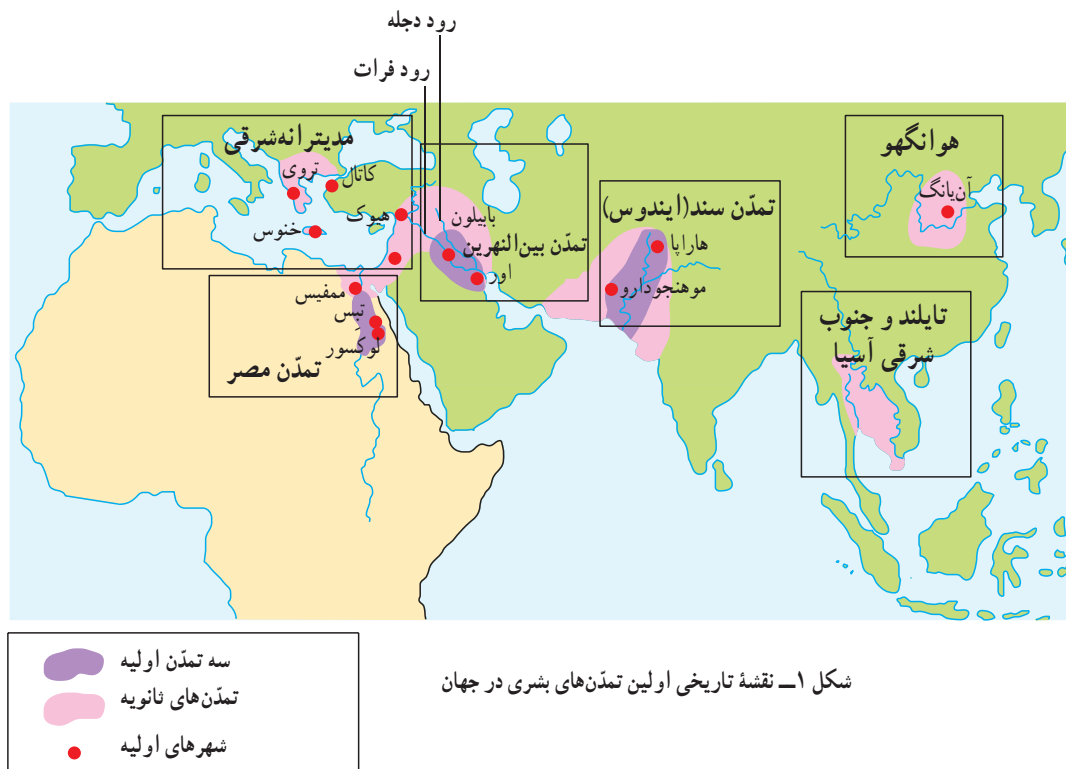 رود دجله
رود فرات
مدیترانه‌شرقی
تروی
کاتال
هیوک
خنوس
بابیلون
تمدّن بین‌النهرین
اور
تمدّن سند(ایندوس)
هاراپا
موهنجودارو
هوانگهو
آن‌یانگ
تایلند و جنوب
شرقی آسیا
ممفیس
تبس
لوکسور
تمدّن مصر
سه تمدّن اولیه
تمدّن‌های ثانویه
شهرهای اولیه
شکل ۱ــ نقشهٔ تاریخی اولین تمدّن‌های بشری در جهان